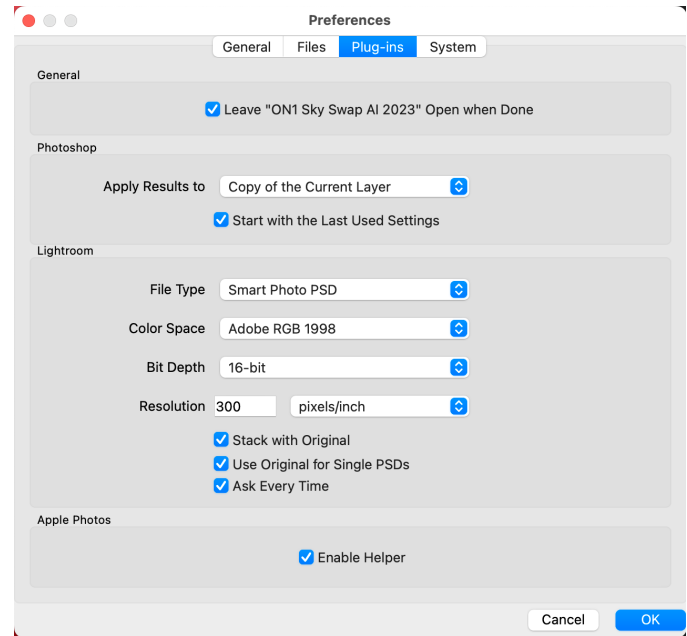 Preferences
General Files Plug-ins System
General
Leave "ON1 Sky Swap AI 2023" Open when Done
Photoshop
Apply Results to Copy of the Current Layer
Start with the Last Used Settings
Lightroom
File Type Smart Photo PSD
Color Space Adobe RGB 1998
Bit Depth 16-bit
Resolution 300 pixels/inch
Stack with Original
Use Original for Single PSDs
Ask Every Time
Apple Photos
Enable Helper
Cancel OK